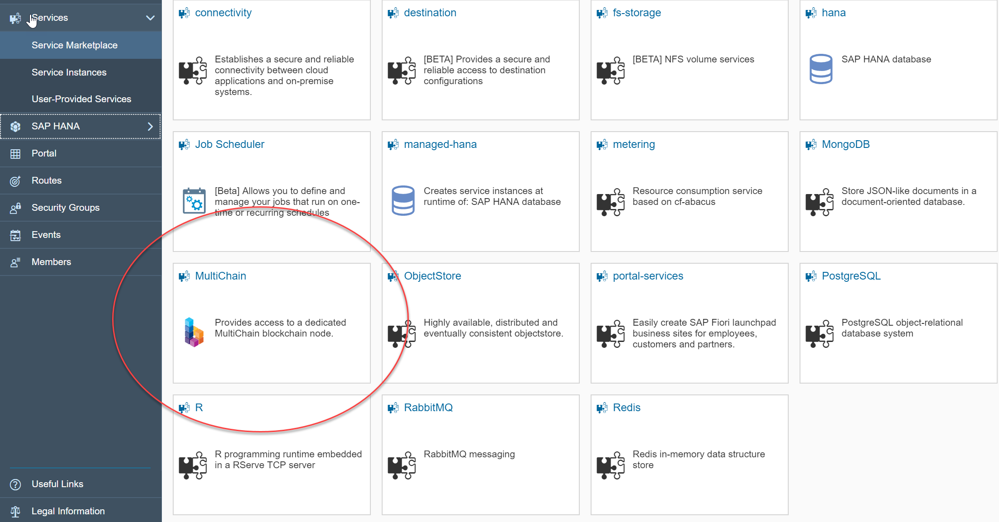 Services
Service Marketplace
Service Instances
User-Provided Services
SAP HANA
Portal
Routes
Security Groups
Events
Members
Useful Links
Legal Information
connectivity
Establishes a secure and reliable
connectivity between cloud
applications and on-premise
systems.
destination
[BETA] Provides a secure and
reliable access to destination
configurations
fs-storage
[BETA] NFS volume services
hana
SAP HANA database
Job Scheduler
[Beta] Allows you to define and
manage your jobs that run on one-
time or recurring schedules
managed-hana
Creates service instances at
runtime of: SAP HANA database
metering
Resource consumption service
based on cf-abacus
MongoDB
Store JSON-like documents in a
document-oriented database.
MultiChain
Provides access to a dedicated
MultiChain blockchain node.
ObjectStore
Highly available, distributed and
eventually consistent objectstore.
portal-services
Easily create SAP Fiori launchpad
business sites for employees,
customers and partners.
PostgreSQL
PostgreSQL object-relational
database system
R
R programming runtime embedded
in a RServe TCP server
RabbitMQ
RabbitMQ messaging
Redis
Redis in-memory data structure
store